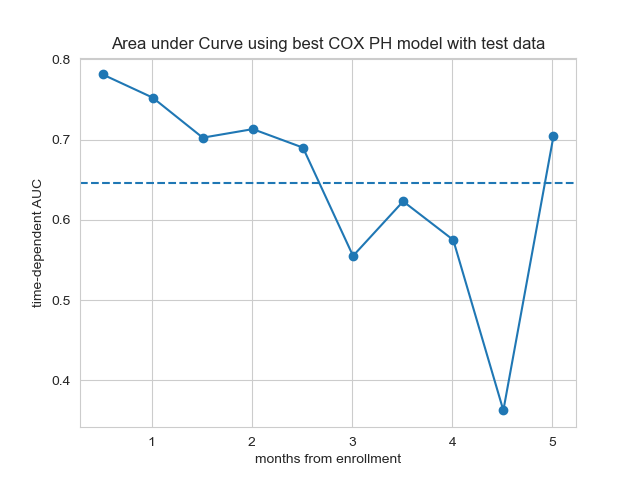 Area under Curve using best COX PH model with test data
time-dependent AUC
0.8
0.7
0.6
0.5
0.4
1 2 3 4 5
months from enrollment